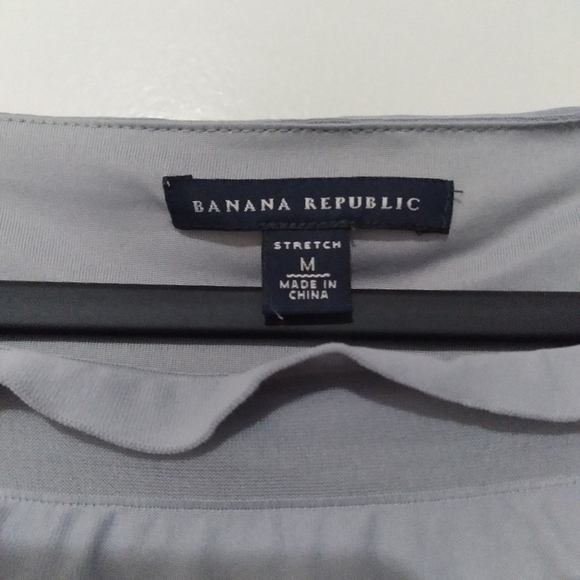 BANANA REPUBLIC
STRETCH
M
MADE IN
CHINA